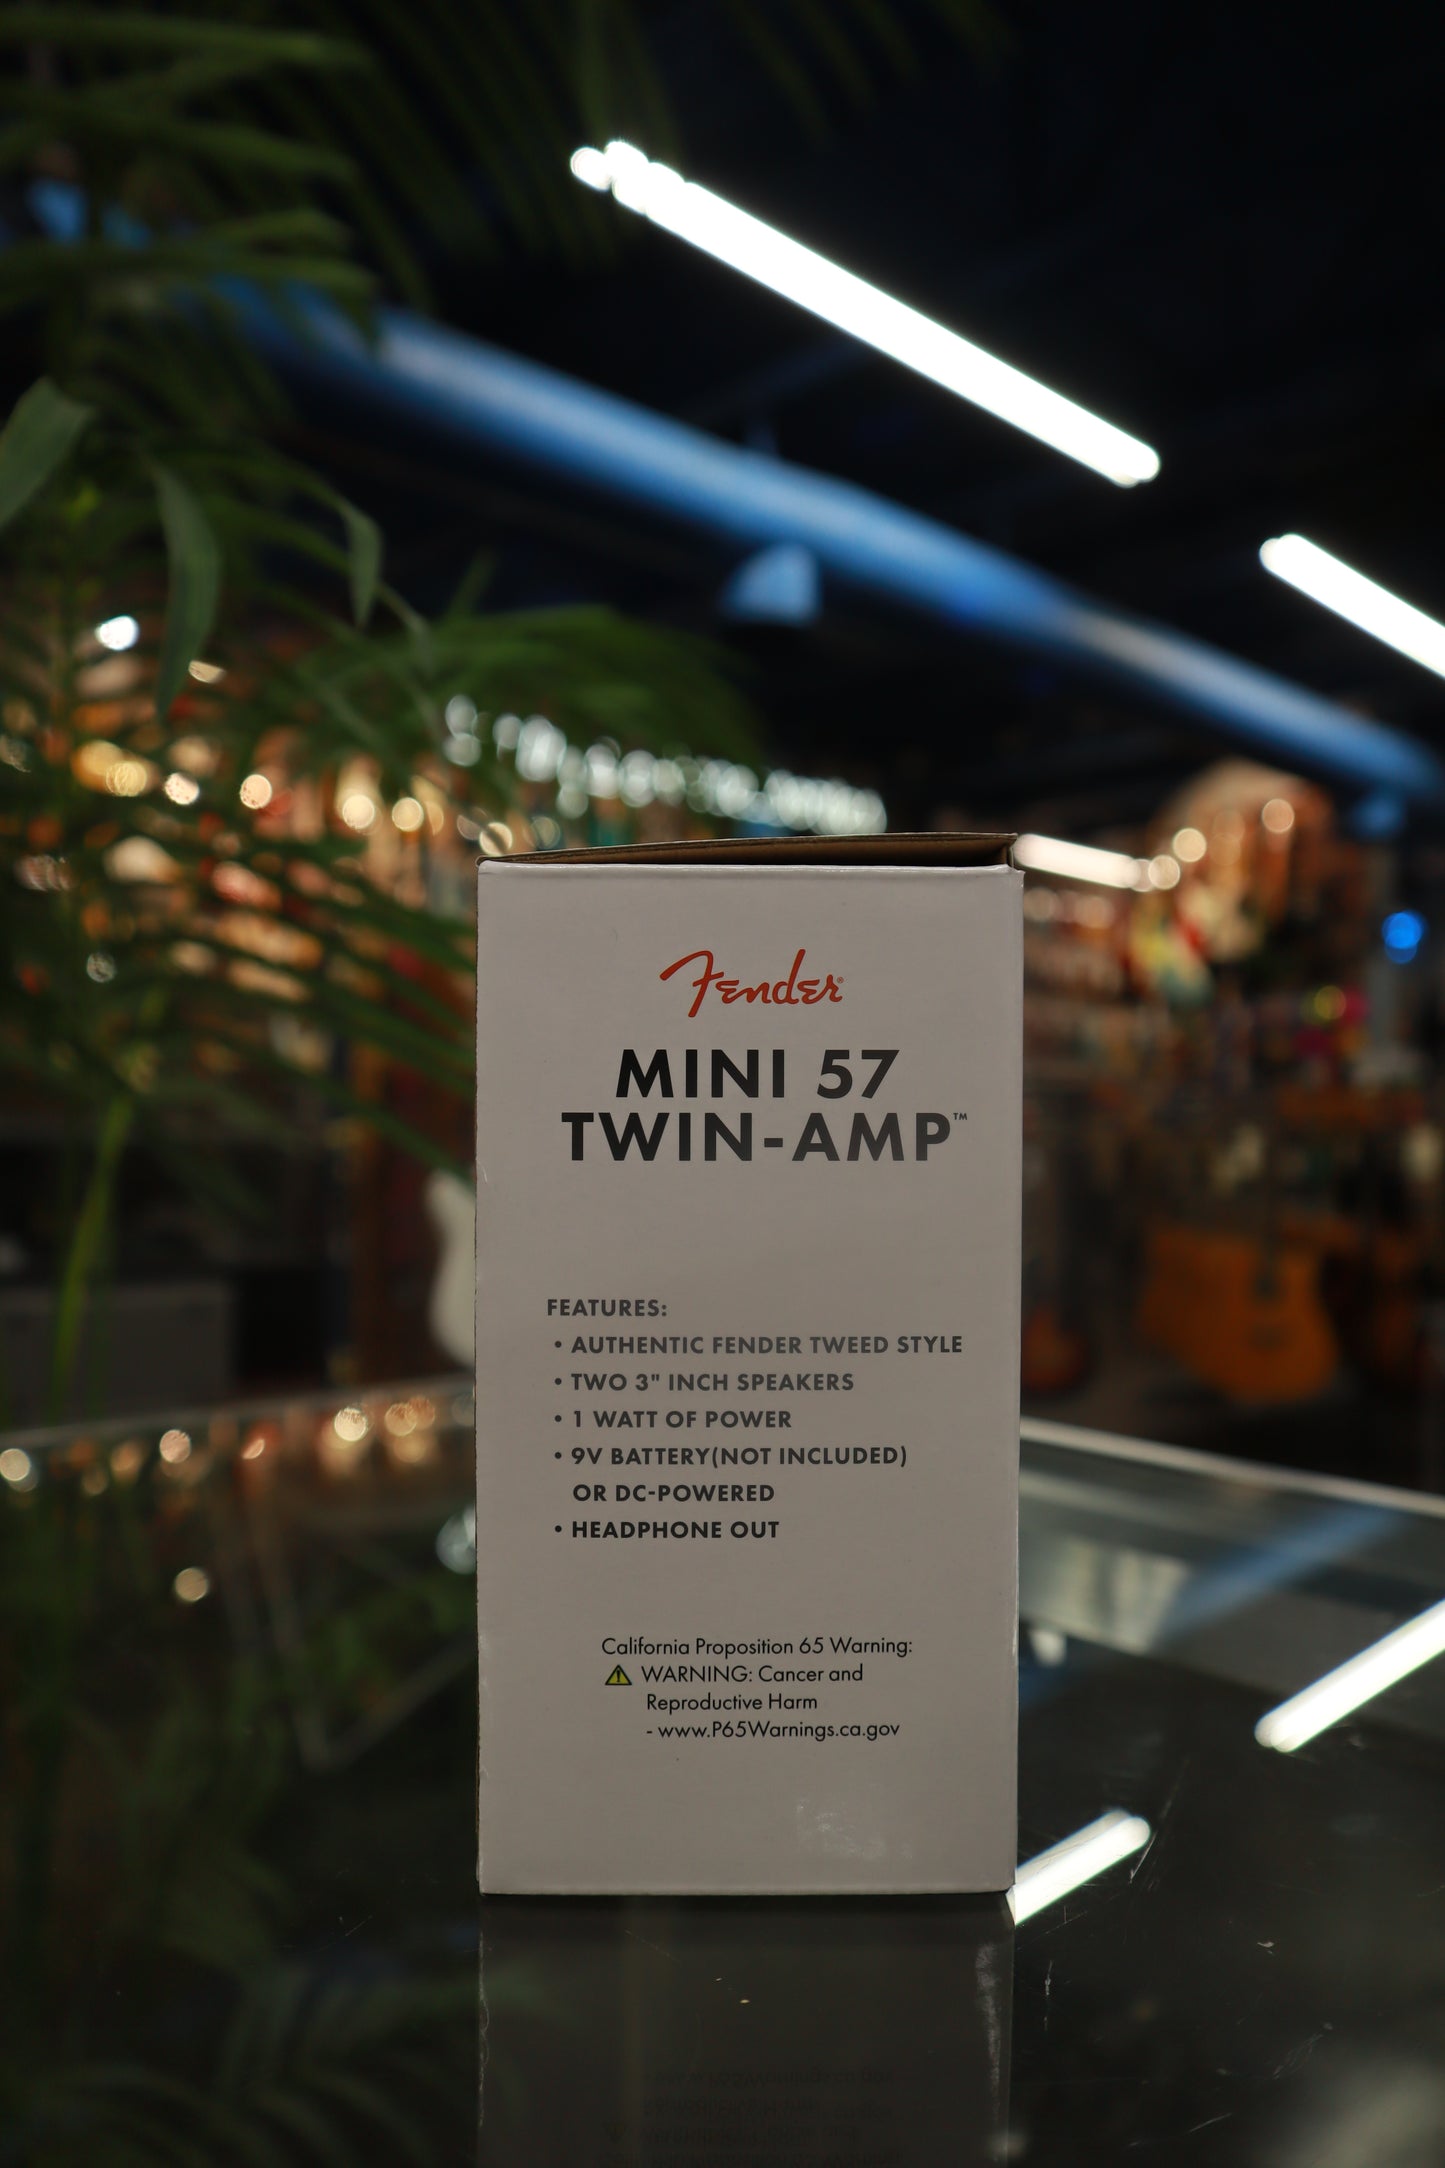 Fender®
MINI 57
TWIN-AMP™
FEATURES:
• AUTHENTIC FENDER TWEED STYLE
• TWO 3" INCH SPEAKERS
• 1 WATT OF POWER
• 9V BATTERY(NOT INCLUDED)
OR DC-POWERED
• HEADPHONE OUT
California Proposition 65 Warning:
⚠ WARNING: Cancer and
Reproductive Harm
- www.P65Warnings.ca.gov